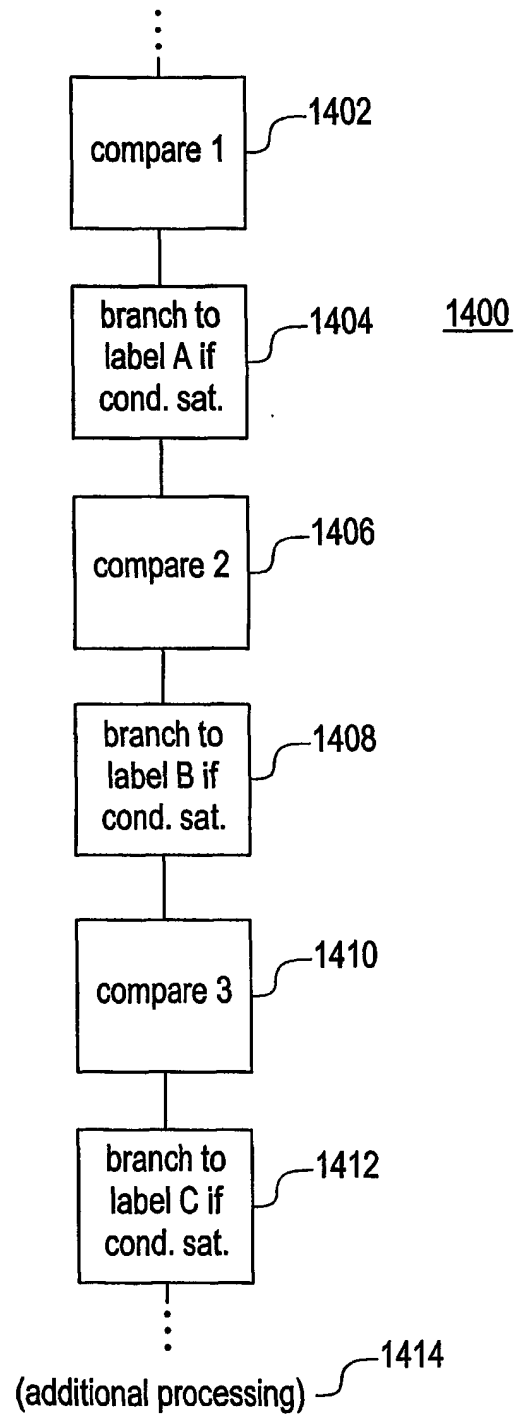 compare 1
1402
branch to
label A if
cond. sat.
1404
1400
compare 2
1406
branch to
label B if
cond. sat.
1408
compare 3
1410
branch to
label C if
cond. sat.
1412
(additional processing)
1414